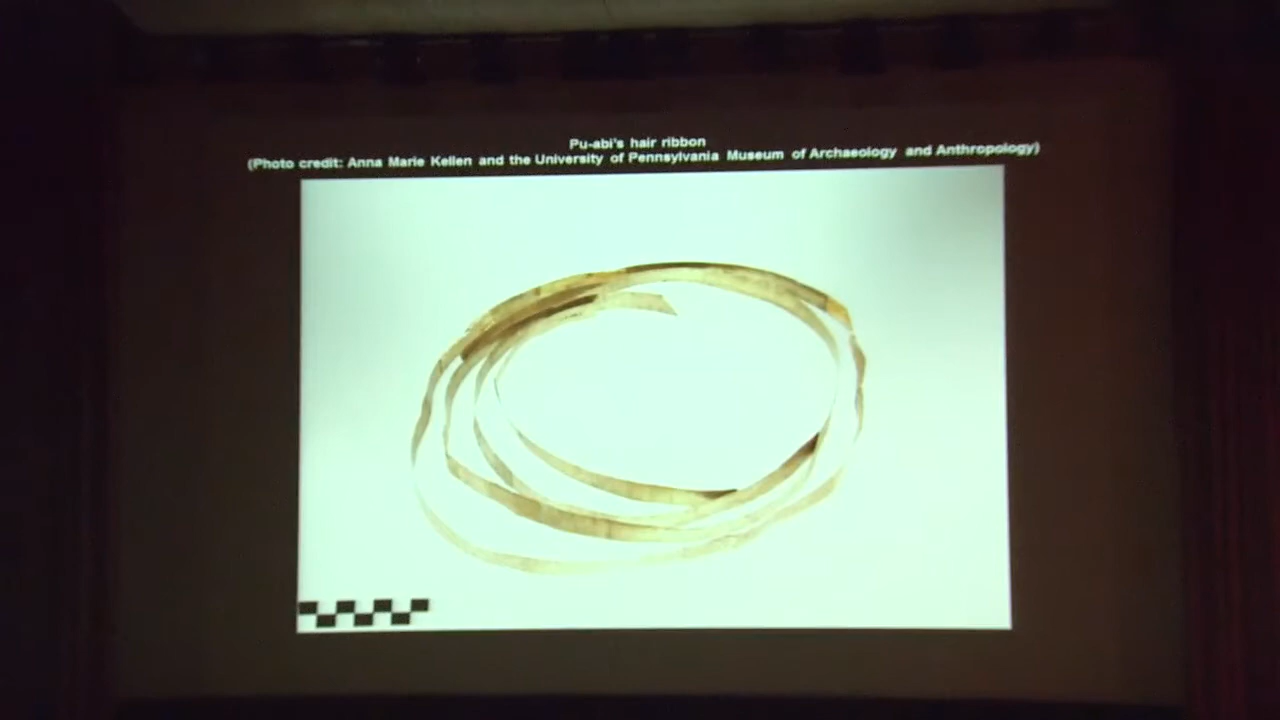 Pu-abi's hair ribbon
(Photo credit: Anna Marie Kellen and the University of Pennsylvania Museum of Archaeology and Anthropology)